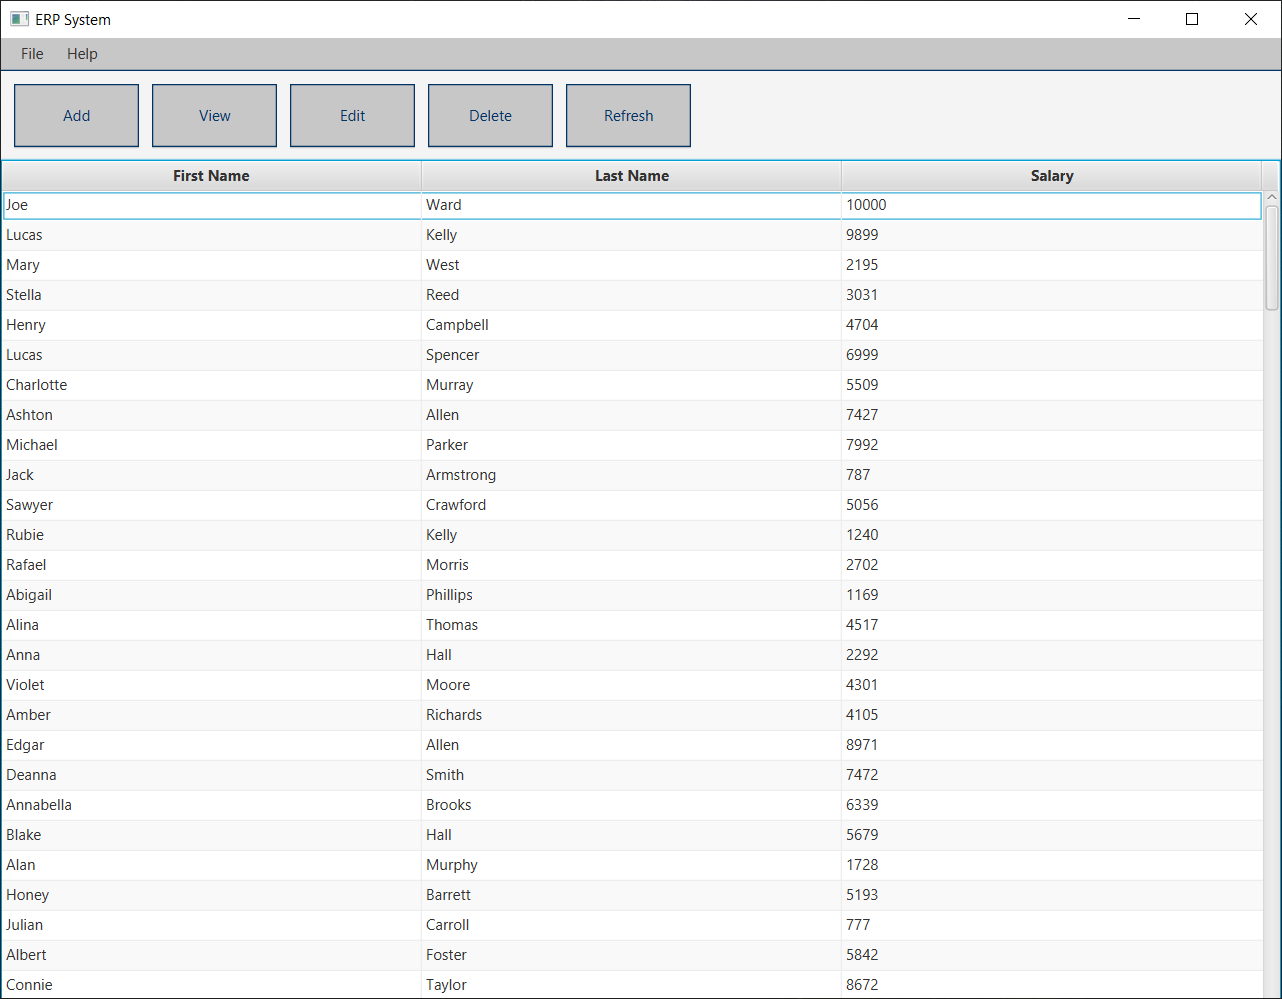 ERP System
File Help
Add View Edit Delete Refresh
First Name Last Name Salary
Joe Ward 10000
Lucas Kelly 9899
Mary West 2195
Stella Reed 3031
Henry Campbell 4704
Lucas Spencer 6999
Charlotte Murray 5509
Ashton Allen 7427
Michael Parker 7992
Jack Armstrong 787
Sawyer Crawford 5056
Rubie Kelly 1240
Rafael Morris 2702
Abigail Phillips 1169
Alina Thomas 4517
Anna Hall 2292
Violet Moore 4301
Amber Richards 4105
Edgar Allen 8971
Deanna Smith 7472
Annabella Brooks 6339
Blake Hall 5679
Alan Murphy 1728
Honey Barrett 5193
Julian Carroll 777
Albert Foster 5842
Connie Taylor 8672